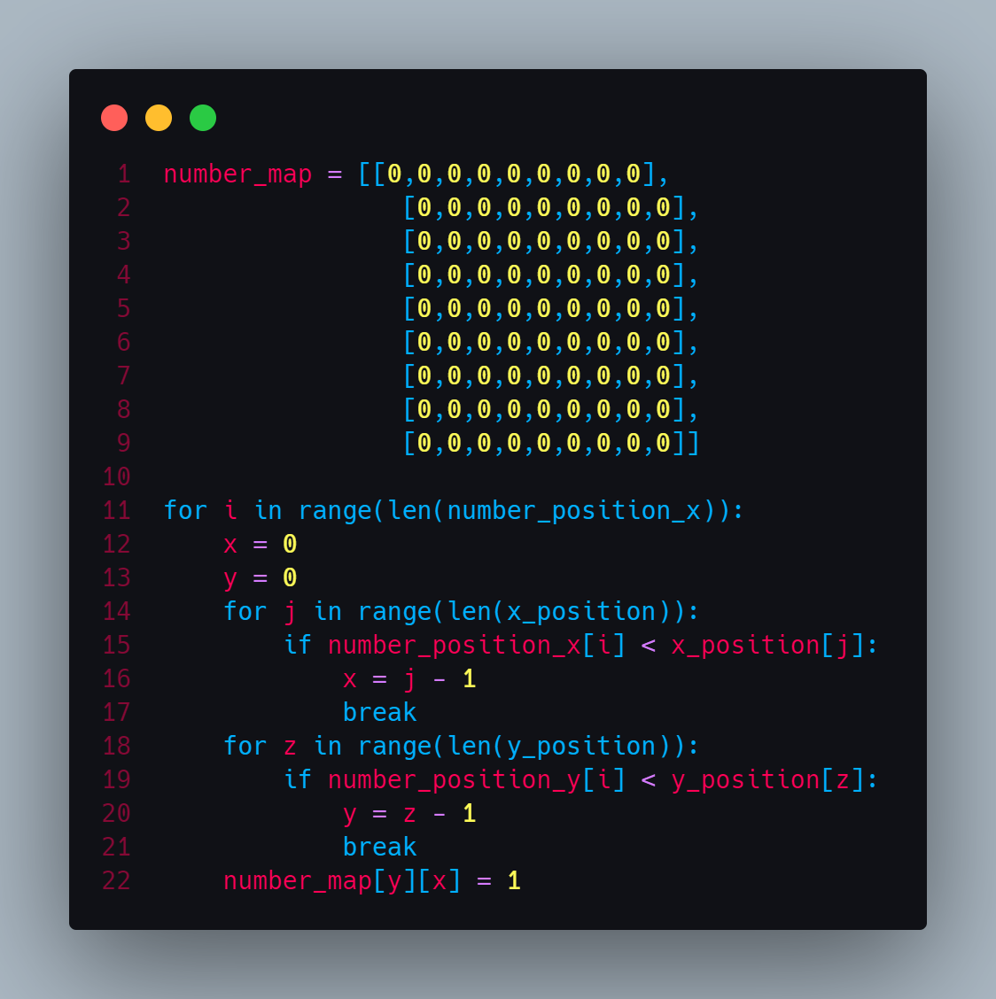 1 number_map = [[0,0,0,0,0,0,0,0,0],
2                 [0,0,0,0,0,0,0,0,0],
3                 [0,0,0,0,0,0,0,0,0],
4                 [0,0,0,0,0,0,0,0,0],
5                 [0,0,0,0,0,0,0,0,0],
6                 [0,0,0,0,0,0,0,0,0],
7                 [0,0,0,0,0,0,0,0,0],
8                 [0,0,0,0,0,0,0,0,0],
9                 [0,0,0,0,0,0,0,0,0]]
10
11 for i in range(len(number_position_x)):
12     x = 0
13     y = 0
14     for j in range(len(x_position)):
15         if number_position_x[i] < x_position[j]:
16             x = j - 1
17             break
18     for z in range(len(y_position)):
19         if number_position_y[i] < y_position[z]:
20             y = z - 1
21             break
22     number_map[y][x] = 1